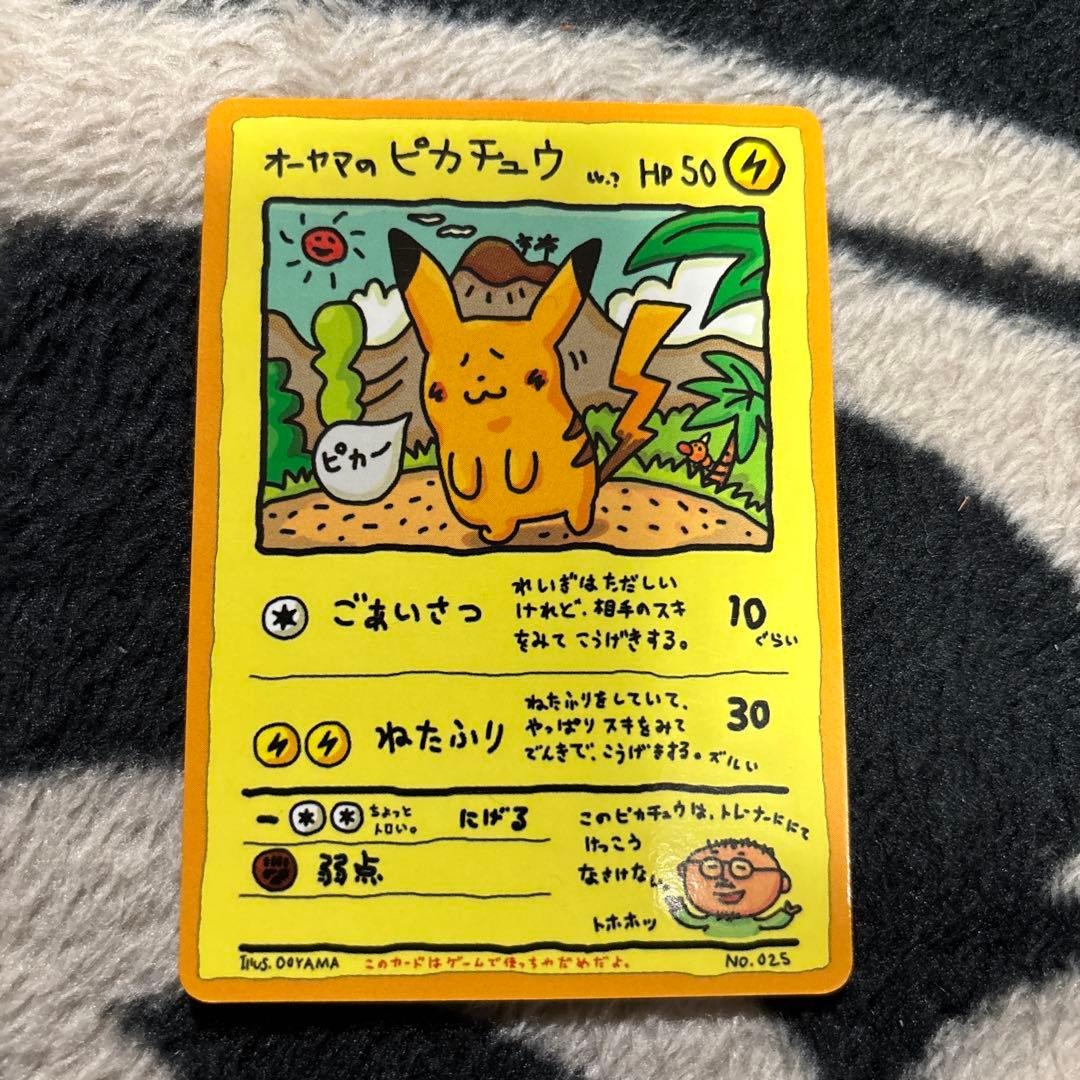 オーヤマの ピカチュウ LV.? HP 50
ピカー
ごあいさつ
れいぎはただしい
けれど、相手のスキ
をみて こうげきする。
10
ぐらい
ねたふり
ねたふりをしていて、
やっぱり スキをみて
でんきで、こうげきする。ズルい
30
ー ちょっと
トロい。
にげる
弱点
このピカチュウは、トレーナーににて
けっこう
なさけない
トホホッ
Illus. OOYAMA このカードはゲームで使っちゃだめだよ。 NO. 025